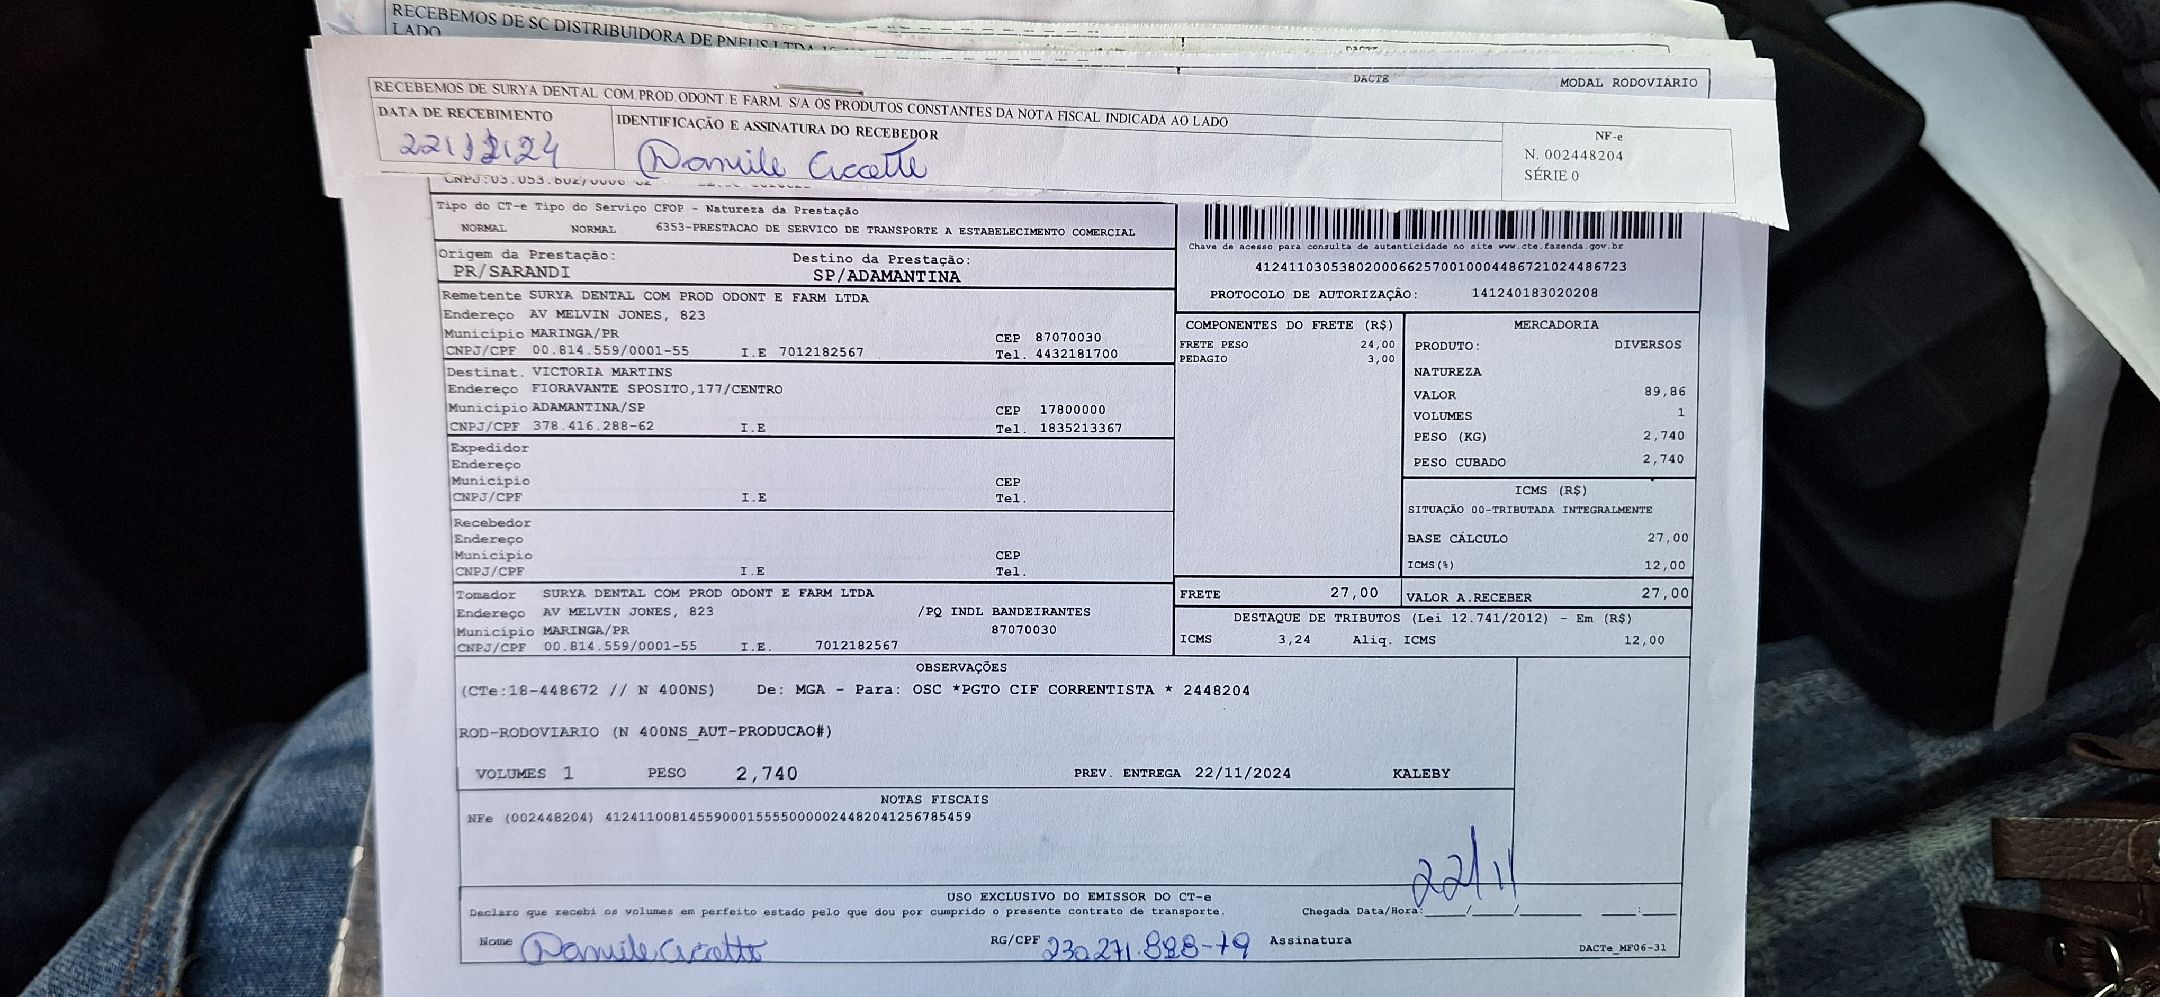 RECEBEMOS DE SC DISTRIBUIDORA DE PNEUS LTDA
LADO
DACTE
DACTE MODAL RODOVIÁRIO
RECEBEMOS DE SURYA DENTAL COM.PROD.ODONT.E FARM. S/A OS PRODUTOS CONSTANTES DA NOTA FISCAL INDICADA AO LADO
DATA DE RECEBIMENTO IDENTIFICAÇÃO E ASSINATURA DO RECEBEDOR
NF-e
N. 002448204
SÉRIE 0
Tipo do CT-e Tipo do Serviço CFOP - Natureza da Prestação
NORMAL NORMAL 6353-PRESTACAO DE SERVICO DE TRANSPORTE A ESTABELECIMENTO COMERCIAL
Origem da Prestação: Destino da Prestação:
PR/SARANDI SP/ADAMANTINA
Chave de acesso para consulta de autenticidade no site www.cte.fazenda.gov.br
41241103053802000662570010004486721024486723
PROTOCOLO DE AUTORIZAÇÃO: 141240183020208
Remetente SURYA DENTAL COM PROD ODONT E FARM LTDA
Endereço AV MELVIN JONES, 823
Município MARINGA/PR CEP 87070030
CNPJ/CPF 00.814.559/0001-55 I.E 7012182567 Tel. 4432181700
Destinat. VICTORIA MARTINS
Endereço FIORAVANTE SPOSITO,177/CENTRO
Município ADAMANTINA/SP CEP 17800000
CNPJ/CPF 378.416.288-62 I.E Tel. 1835213367
Expedidor
Endereço
Município CEP
CNPJ/CPF I.E Tel.
Recebedor
Endereço
Município CEP
CNPJ/CPF I.E Tel.
Tomador SURYA DENTAL COM PROD ODONT E FARM LTDA
Endereço AV MELVIN JONES, 823 /PQ INDL BANDEIRANTES
Município MARINGA/PR 87070030
CNPJ/CPF 00.814.559/0001-55 I.E. 7012182567
COMPONENTES DO FRETE (R$)
FRETE PESO 24,00
PEDAGIO 3,00
MERCADORIA
PRODUTO: DIVERSOS
NATUREZA
VALOR 89,86
VOLUMES 1
PESO (KG) 2,740
PESO CUBADO 2,740
ICMS (R$)
SITUAÇÃO 00-TRIBUTADA INTEGRALMENTE
BASE CÁLCULO 27,00
ICMS(%) 12,00
FRETE 27,00 VALOR A.RECEBER 27,00
DESTAQUE DE TRIBUTOS (Lei 12.741/2012) - Em (R$)
ICMS 3,24 Aliq. ICMS 12,00
OBSERVAÇÕES
(CTe:18-448672 // N 400NS) De: MGA - Para: OSC *PGTO CIF CORRENTISTA * 2448204
ROD-RODOVIARIO (N 400NS_AUT-PRODUCAO#)
VOLUMES 1 PESO 2,740 PREV. ENTREGA 22/11/2024 KALEBY
NOTAS FISCAIS
NFe (002448204) 41241100814559000155550000024482041256785459
22/11
USO EXCLUSIVO DO EMISSOR DO CT-e
Declaro que recebi os volumes em perfeito estado pelo que dou por cumprido o presente contrato de transporte. Chegada Data/Hora:____/____/______ ___:___
Nome RG/CPF Assinatura DACTe_MF06-31